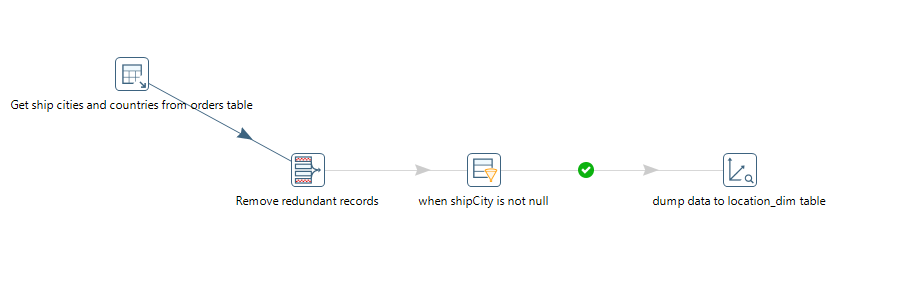 Get ship cities and countries from orders table
Remove redundant records
when shipCity is not null
dump data to location_dim table